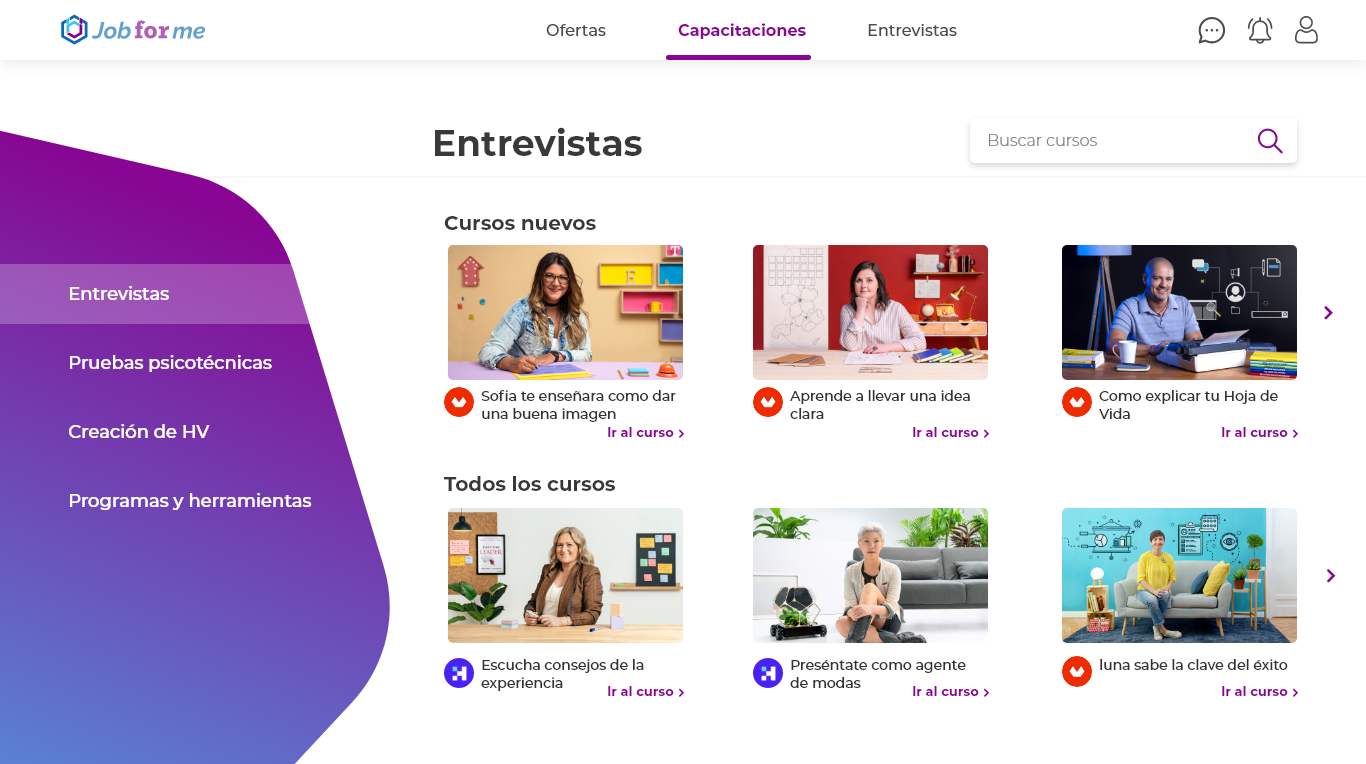 Job for me
Ofertas
Capacitaciones
Entrevistas
Entrevistas
Buscar cursos
Entrevistas
Pruebas psicotécnicas
Creación de HV
Programas y herramientas
Cursos nuevos
Sofia te enseñara como dar
una buena imagen
Ir al curso
Aprende a llevar una idea
clara
Ir al curso
Como explicar tu Hoja de
Vida
Ir al curso
Todos los cursos
LEADER
Escucha consejos de la
experiencia
Ir al curso
Preséntate como agente
de modas
Ir al curso
luna sabe la clave del éxito
Ir al curso